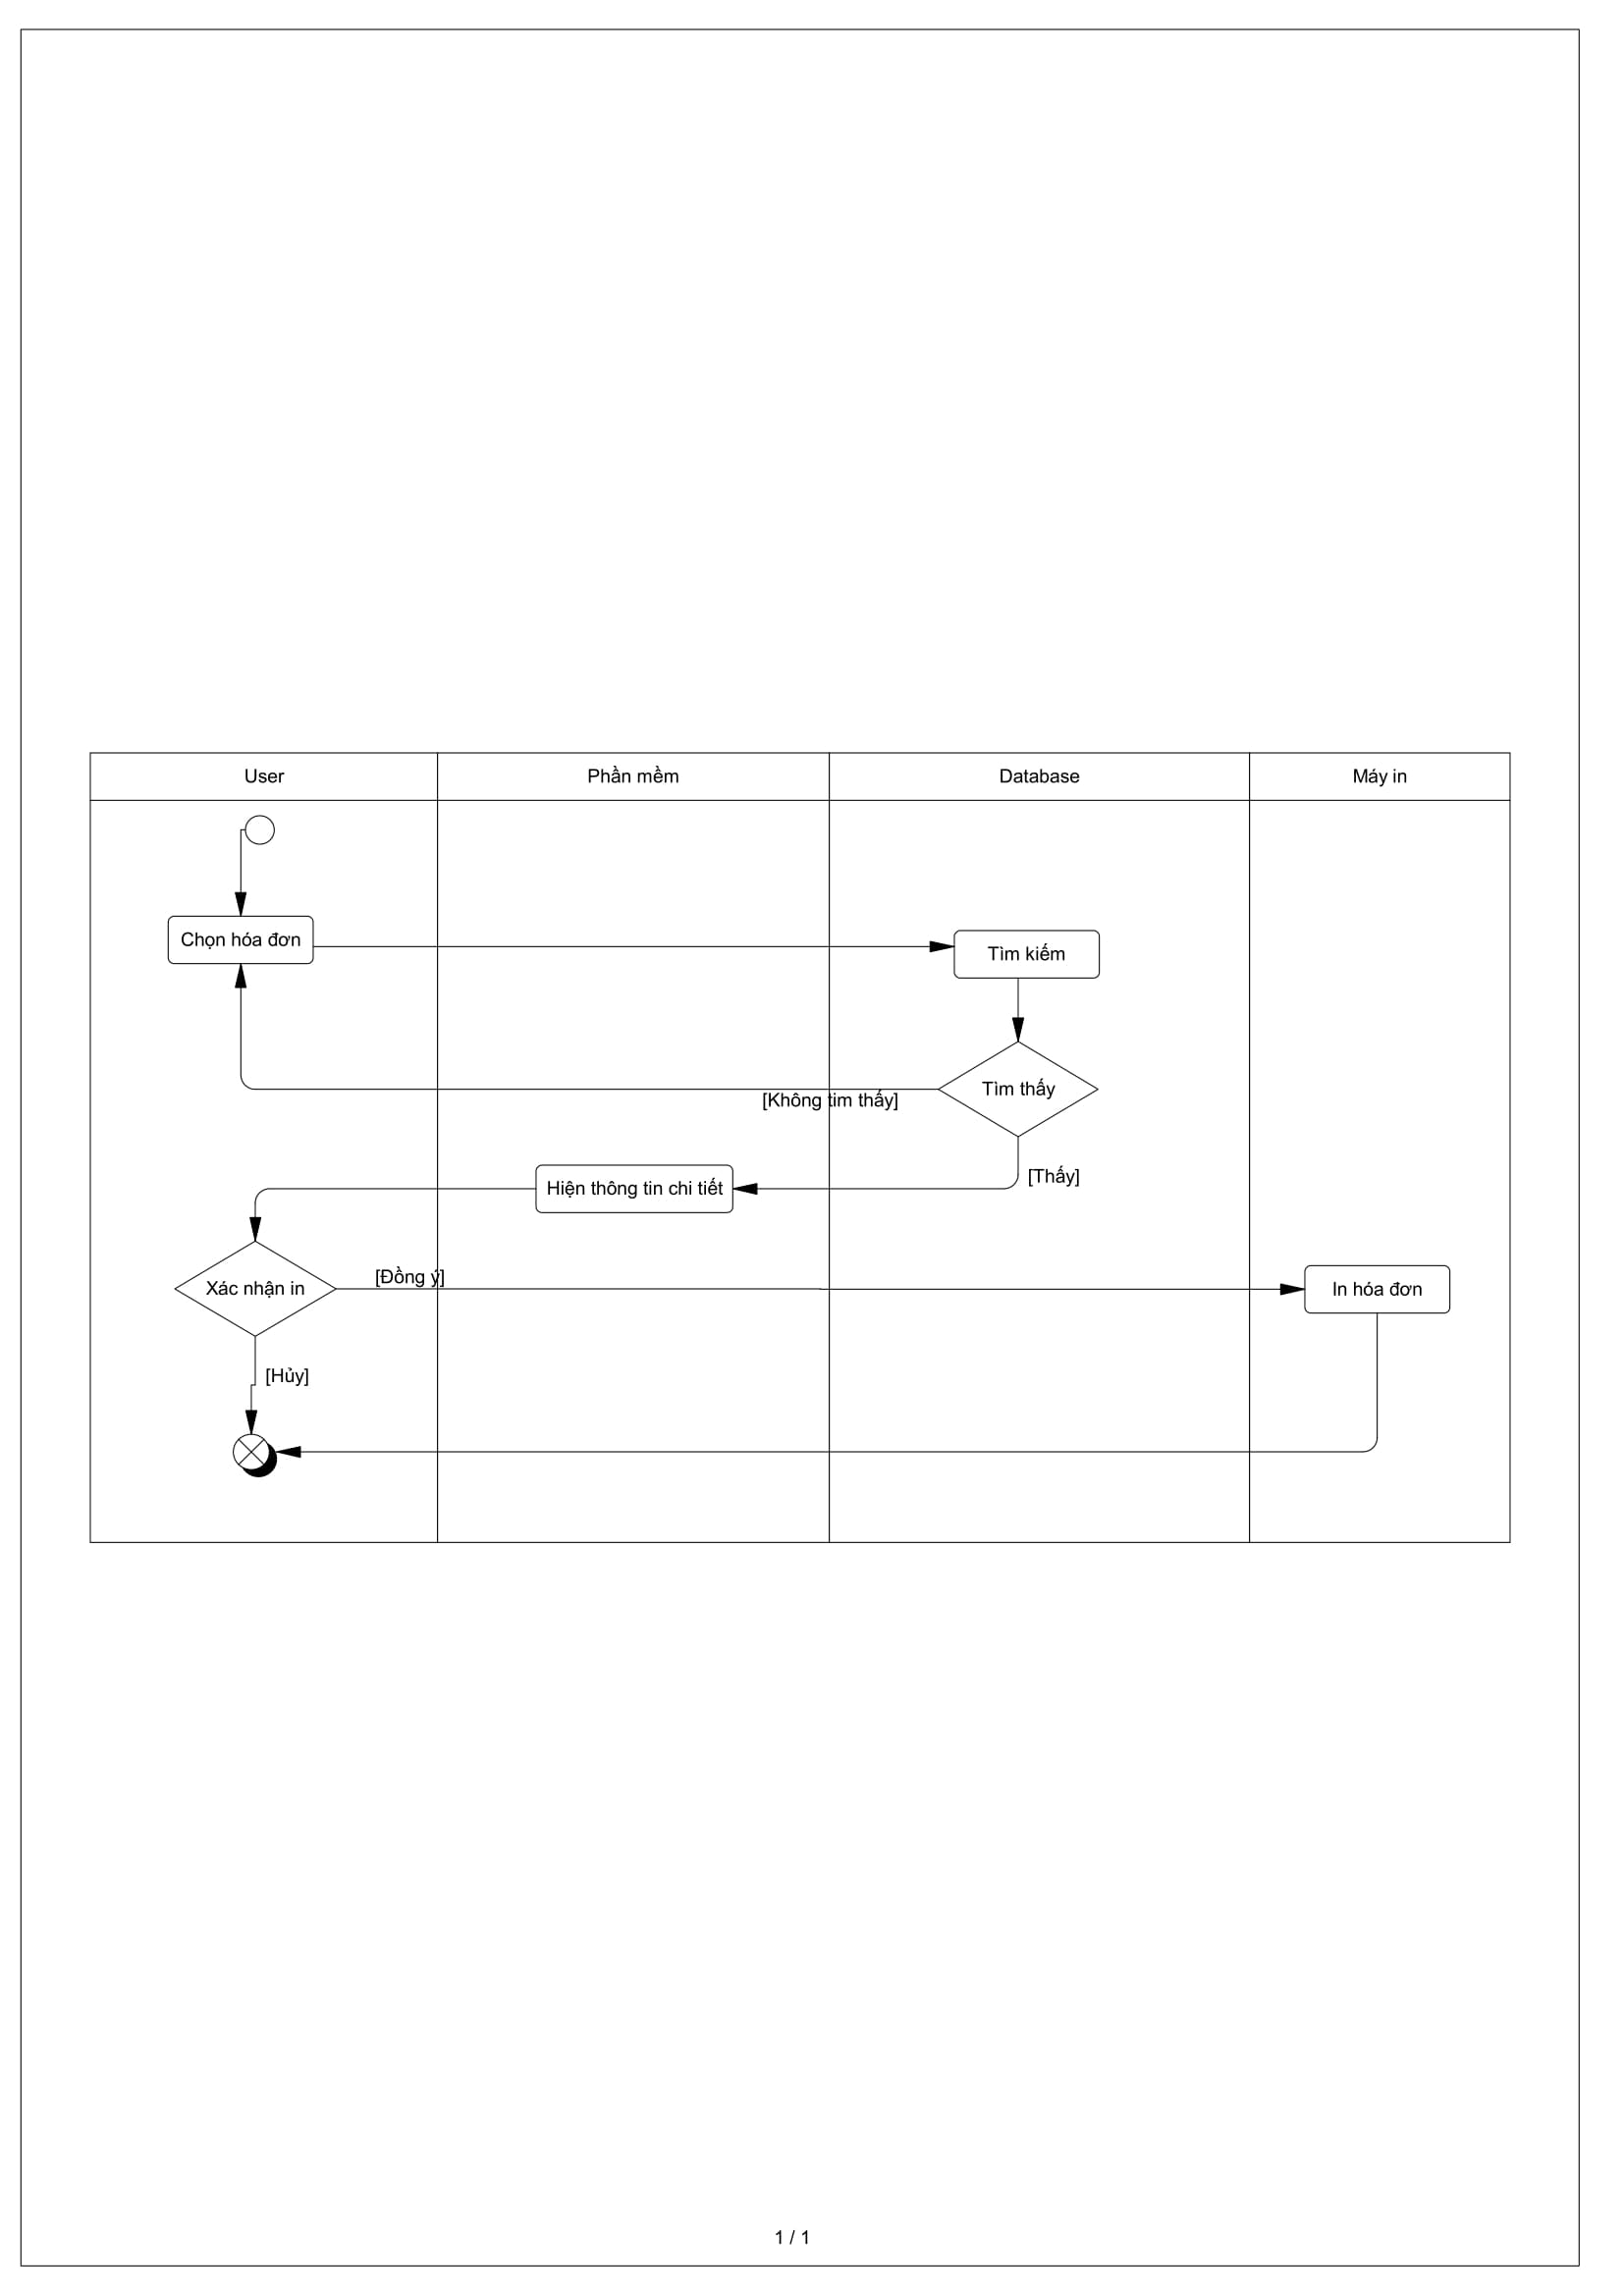 User
Phần mềm
Database
Máy in
Chọn hóa đơn
Tìm kiếm
Tìm thấy
[Không tim thấy]
[Thấy]
Hiện thông tin chi tiết
[Đồng ý]
Xác nhận in
In hóa đơn
[Hủy]
1 / 1